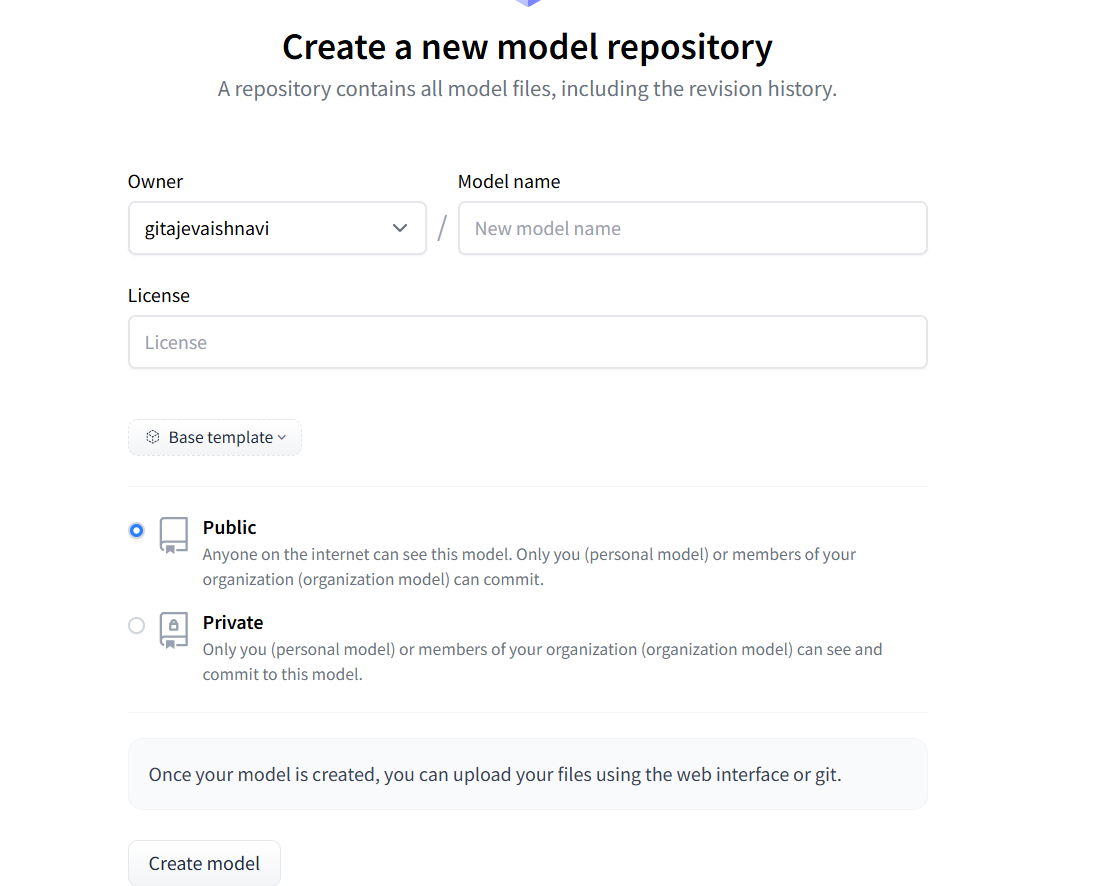 Create a new model repository
A repository contains all model files, including the revision history.
Owner
Model name
gitajevaishnavi
/
New model name
License
License
Base template
Public
Anyone on the internet can see this model. Only you (personal model) or members of your
organization (organization model) can commit.
Private
Only you (personal model) or members of your organization (organization model) can see and
commit to this model.
Once your model is created, you can upload your files using the web interface or git.
Create model